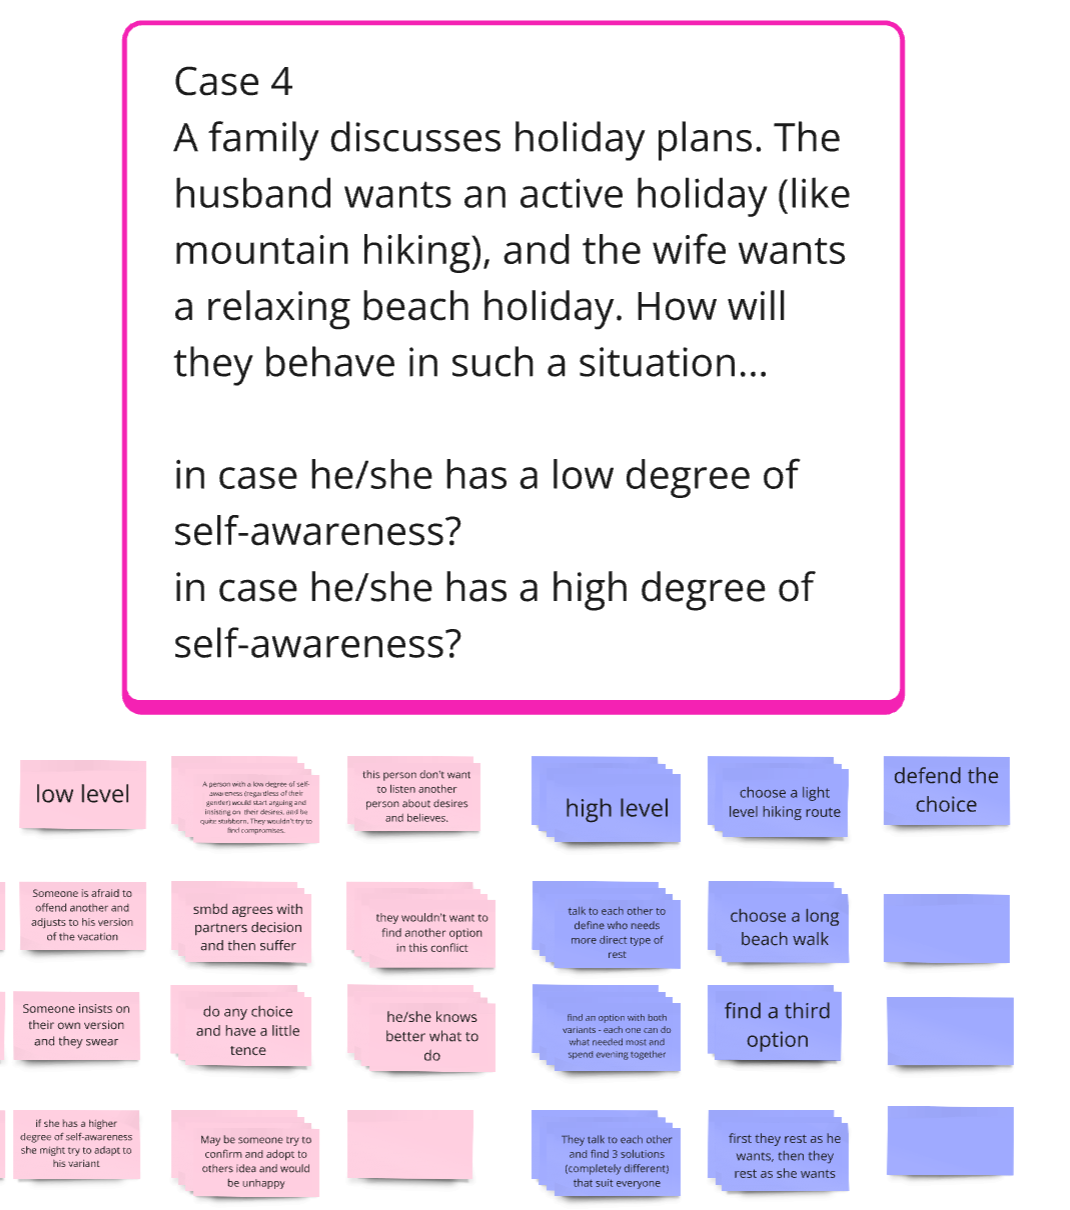 Case 4
A family discusses holiday plans. The
husband wants an active holiday (like
mountain hiking), and the wife wants
a relaxing beach holiday. How will
they behave in such a situation...
in case he/she has a low degree of
self-awareness?
in case he/she has a high degree of
self-awareness?
low level
A person with a low degree of self-
awareness (regardless of their
gender) would start arguing and
insisting on their desires, and be
quite stubborn. They wouldn't try to
find compromises.
this person don't want
to listen another
person about desires
and believes.
high level
choose a light
level hiking route
defend the
choice
Someone is afraid to
offend another and
adjusts to his version
of the vacation
smbd agrees with
partners decision
and then suffer
they wouldn't want to
find another option
in this conflict
talk to each other to
define who needs
more direct type of
rest
choose a long
beach walk
Someone insists on
their own version
and they swear
do any choice
and have a little
tence
he/she knows
better what to
do
find an option with both
variants - each one can do
what needed most and
spend evening together
find a third
option
if she has a higher
degree of self-awareness
she might try to adapt to
his variant
May be someone try to
confirm and adopt to
others idea and would
be unhappy
They talk to each other
and find 3 solutions
(completely different)
that suit everyone
first they rest as he
wants, then they
rest as she wants